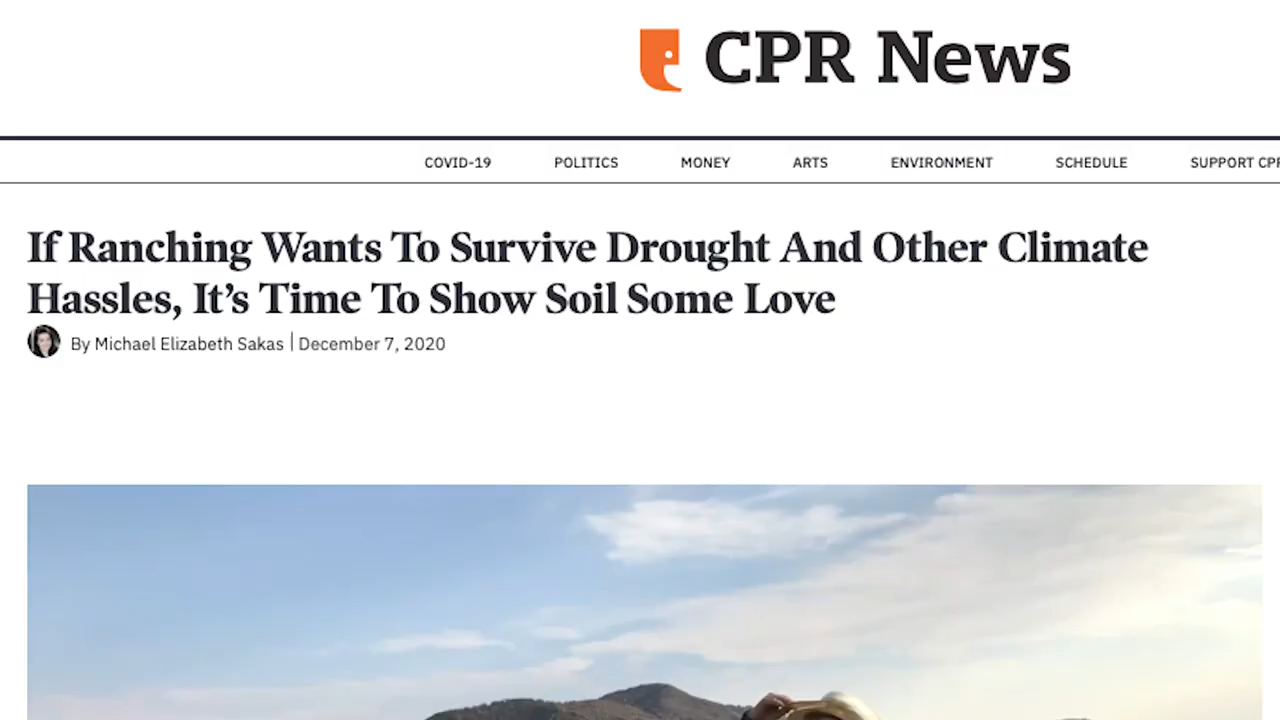 CPR News
COVID-19 POLITICS MONEY ARTS ENVIRONMENT SCHEDULE SUPPORT CPR
If Ranching Wants To Survive Drought And Other Climate
Hassles, It’s Time To Show Soil Some Love
By Michael Elizabeth Sakas | December 7, 2020